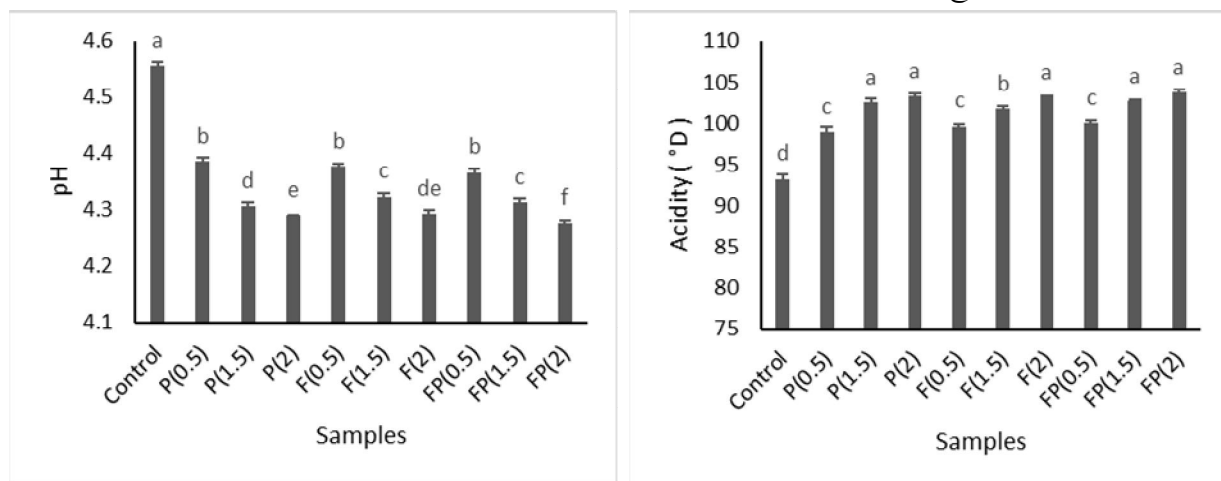 4.6
4.5
4.4
4.3
4.2
4.1
pH
a
b
d
e
b
c
de
b
c
f
Control
P(0.5)
P(1.5)
P(2)
F(0.5)
F(1.5)
F(2)
FP(0.5)
FP(1.5)
FP(2)
Samples
110
105
100
95
90
85
80
75
Acidity ( °D )
d
c
a
a
c
b
a
c
a
a
Control
P(0.5)
P(1.5)
P(2)
F(0.5)
F(1.5)
F(2)
FP(0.5)
FP(1.5)
FP(2)
Samples